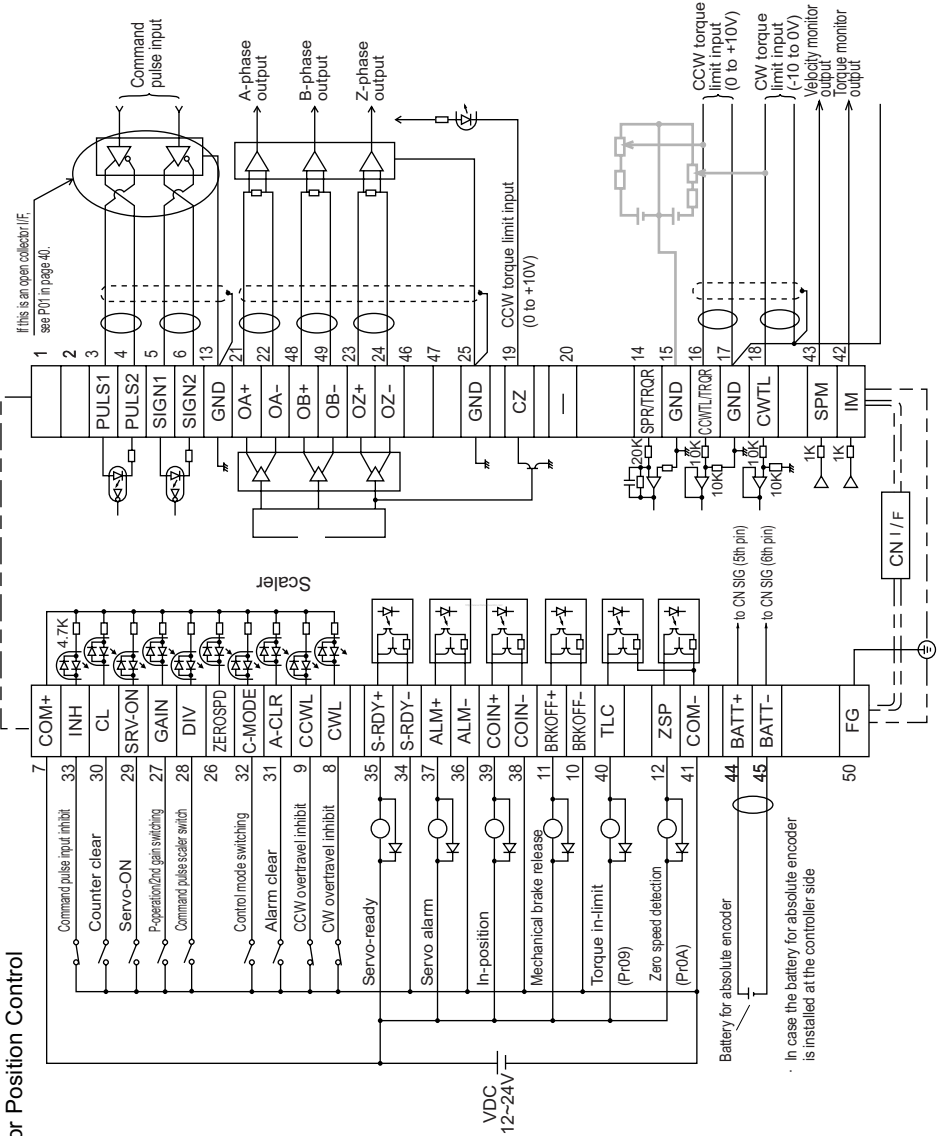 or Position Control
If this is an open collector I/F,
see P01 in page 40.
Command
pulse input
A-phase
output
B-phase
output
Z-phase
output
CCW torque limit input
(0 to +10V)
CCW torque
limit input
(0 to +10V)
CW torque
limit input
(-10 to 0V)
Velocity monitor
output
Torque monitor
output
1
2
3 PULS1
4 PULS2
5 SIGN1
6 SIGN2
13 GND
21 OA+
22 OA-
48 OB+
49 OB-
23 OZ+
24 OZ-
46
47
25 GND
19 CZ
20 —
14 SPR/TRQR
15 GND
16 CCWTL/TRQR
17 GND
18 CWTL
43 SPM
42 IM
20K
10K
10K
10K
10K
1K
1K
Scaler
CN I/F
to CN SIG (5th pin)
to CN SIG (6th pin)
4.7K
7 COM+
33 INH
30 CL
29 SRV-ON
27 GAIN
28 DIV
26 ZEROSPD
32 C-MODE
31 A-CLR
9 CCWL
8 CWL
35 S-RDY+
34 S-RDY-
37 ALM+
36 ALM-
39 COIN+
38 COIN-
11 BRKOFF+
10 BRKOFF-
40 TLC
12 ZSP
41 COM-
44 BATT+
45 BATT-
50 FG
Command pulse input inhibit
Counter clear
Servo-ON
P-operation/2nd gain switching
Command pulse scaler switch
Control mode switching
Alarm clear
CCW overtravel inhibit
CW overtravel inhibit
Servo-ready
Servo alarm
In-position
Mechanical brake release
Torque in-limit
(Pr09)
Zero speed detection
(Pr0A)
VDC
12~24V
Battery for absolute encoder
· In case the battery for absolute encoder
is installed at the controller side